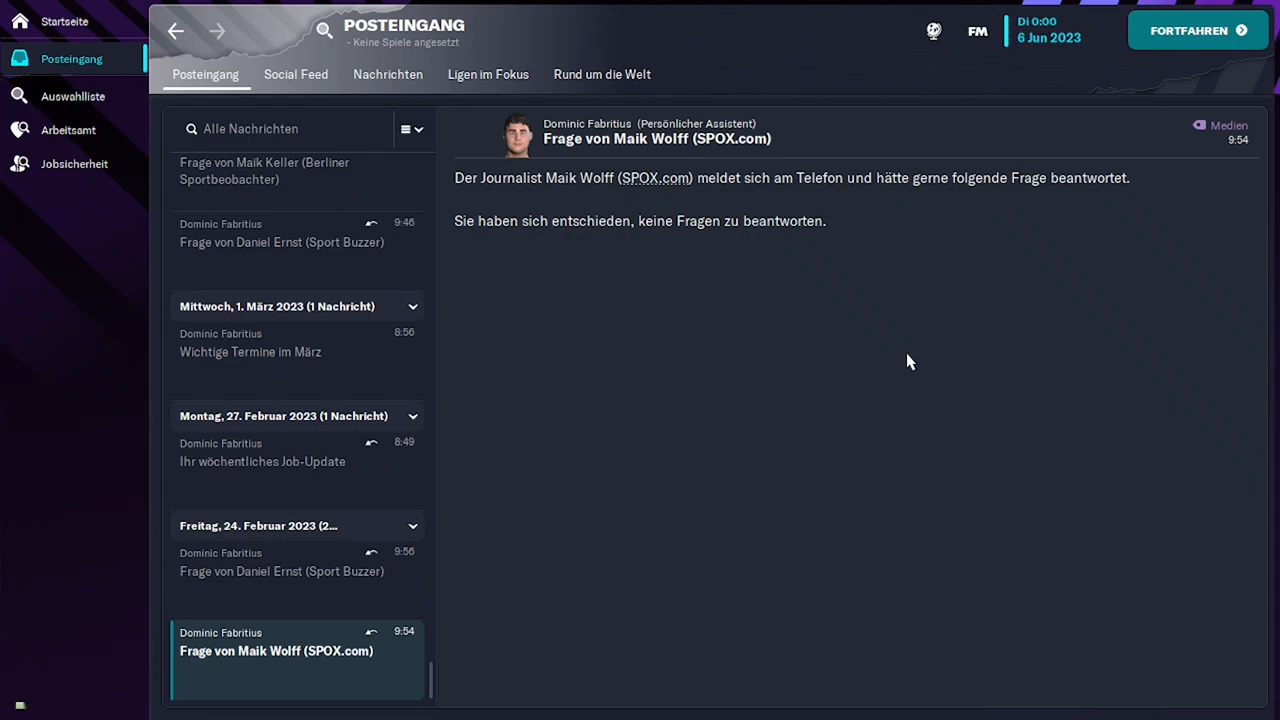 Startseite
Posteingang
Auswahlliste
Arbeitsamt
Jobsicherheit
POSTEINGANG
- Keine Spiele angesetzt
FM
Di 0:00
6 Jun 2023
FORTFAHREN
Posteingang
Social Feed
Nachrichten
Ligen im Fokus
Rund um die Welt
Alle Nachrichten
Frage von Maik Keller (Berliner
Sportbeobachter)
Dominic Fabritius 9:46
Frage von Daniel Ernst (Sport Buzzer)
Mittwoch, 1. März 2023 (1 Nachricht)
Dominic Fabritius 8:56
Wichtige Termine im März
Montag, 27. Februar 2023 (1 Nachricht)
Dominic Fabritius 8:49
Ihr wöchentliches Job-Update
Freitag, 24. Februar 2023 (2...
Dominic Fabritius 9:56
Frage von Daniel Ernst (Sport Buzzer)
Dominic Fabritius 9:54
Frage von Maik Wolff (SPOX.com)
Dominic Fabritius (Persönlicher Assistent)
Frage von Maik Wolff (SPOX.com)
Medien
9:54
Der Journalist Maik Wolff (SPOX.com) meldet sich am Telefon und hätte gerne folgende Frage beantwortet.
Sie haben sich entschieden, keine Fragen zu beantworten.